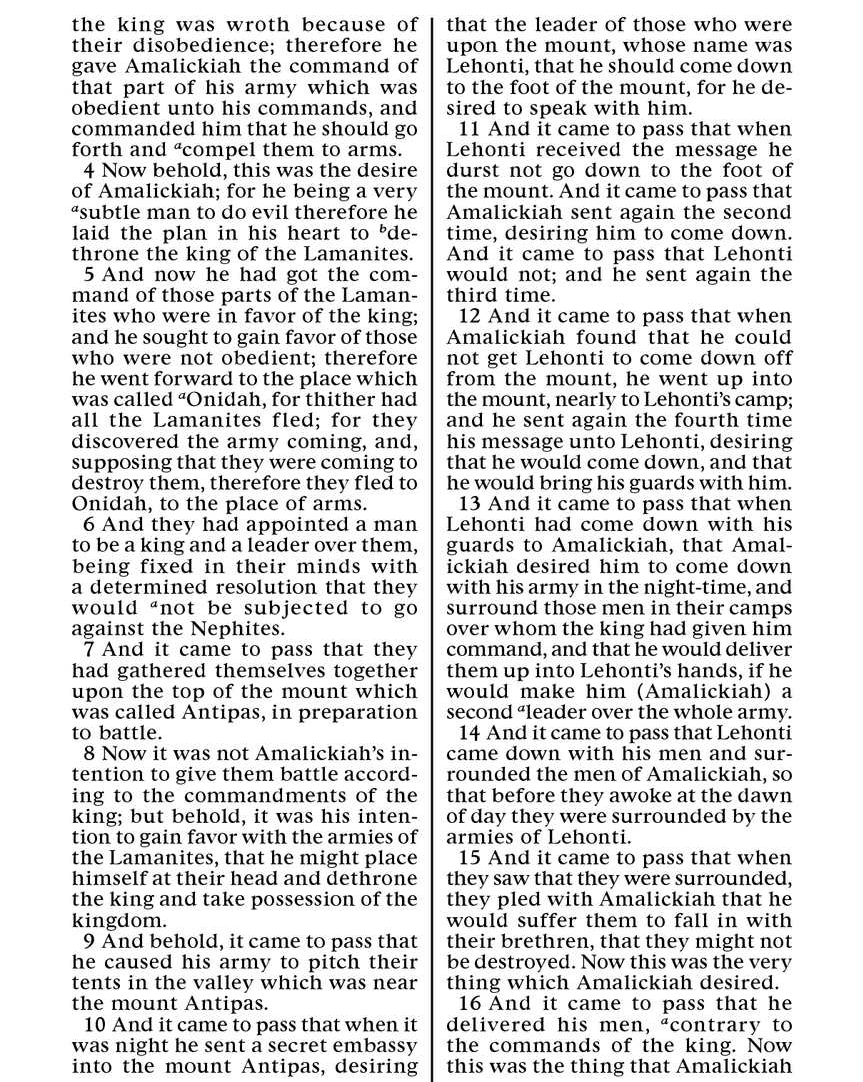 the king was wroth because of
their disobedience; therefore he
gave Amalickiah the command of
that part of his army which was
obedient unto his commands, and
commanded him that he should go
forth and ᵃcompel them to arms.
4 Now behold, this was the desire
of Amalickiah; for he being a very
ᵃsubtle man to do evil therefore he
laid the plan in his heart to ᵇde-
throne the king of the Lamanites.
5 And now he had got the com-
mand of those parts of the Laman-
ites who were in favor of the king;
and he sought to gain favor of those
who were not obedient; therefore
he went forward to the place which
was called ᵃOnidah, for thither had
all the Lamanites fled; for they
discovered the army coming, and,
supposing that they were coming to
destroy them, therefore they fled to
Onidah, to the place of arms.
6 And they had appointed a man
to be a king and a leader over them,
being fixed in their minds with
a determined resolution that they
would ᵃnot be subjected to go
against the Nephites.
7 And it came to pass that they
had gathered themselves together
upon the top of the mount which
was called Antipas, in preparation
to battle.
8 Now it was not Amalickiah's in-
tention to give them battle accord-
ing to the commandments of the
king; but behold, it was his inten-
tion to gain favor with the armies of
the Lamanites, that he might place
himself at their head and dethrone
the king and take possession of the
kingdom.
9 And behold, it came to pass that
he caused his army to pitch their
tents in the valley which was near
the mount Antipas.
10 And it came to pass that when it
was night he sent a secret embassy
into the mount Antipas, desiring
that the leader of those who were
upon the mount, whose name was
Lehonti, that he should come down
to the foot of the mount, for he de-
sired to speak with him.
11 And it came to pass that when
Lehonti received the message he
durst not go down to the foot of
the mount. And it came to pass that
Amalickiah sent again the second
time, desiring him to come down.
And it came to pass that Lehonti
would not; and he sent again the
third time.
12 And it came to pass that when
Amalickiah found that he could
not get Lehonti to come down off
from the mount, he went up into
the mount, nearly to Lehonti's camp;
and he sent again the fourth time
his message unto Lehonti, desiring
that he would come down, and that
he would bring his guards with him.
13 And it came to pass that when
Lehonti had come down with his
guards to Amalickiah, that Amal-
ickiah desired him to come down
with his army in the night-time, and
surround those men in their camps
over whom the king had given him
command, and that he would deliver
them up into Lehonti's hands, if he
would make him (Amalickiah) a
second ᵃleader over the whole army.
14 And it came to pass that Lehonti
came down with his men and sur-
rounded the men of Amalickiah, so
that before they awoke at the dawn
of day they were surrounded by the
armies of Lehonti.
15 And it came to pass that when
they saw that they were surrounded,
they pled with Amalickiah that he
would suffer them to fall in with
their brethren, that they might not
be destroyed. Now this was the very
thing which Amalickiah desired.
16 And it came to pass that he
delivered his men, ᵃcontrary to
the commands of the king. Now
this was the thing that Amalickiah